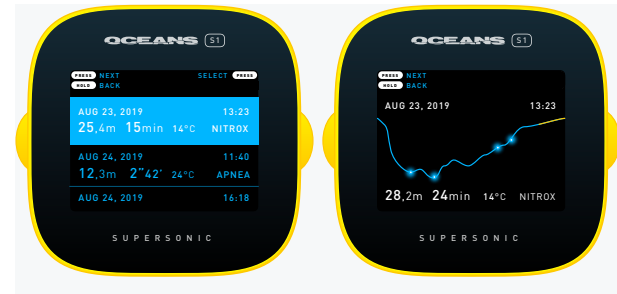 OCEANS S1
PRESS NEXT SELECT PRESS
HOLD BACK
AUG 23, 2019 13:23
25,4m 15min 14°C NITROX
AUG 24, 2019 11:40
12,3m 2"42' 24°C APNEA
AUG 24, 2019 16:18
SUPERSONIC
OCEANS S1
PRESS NEXT
HOLD BACK
AUG 23, 2019 13:23
28,2m 24min 14°C NITROX
SUPERSONIC